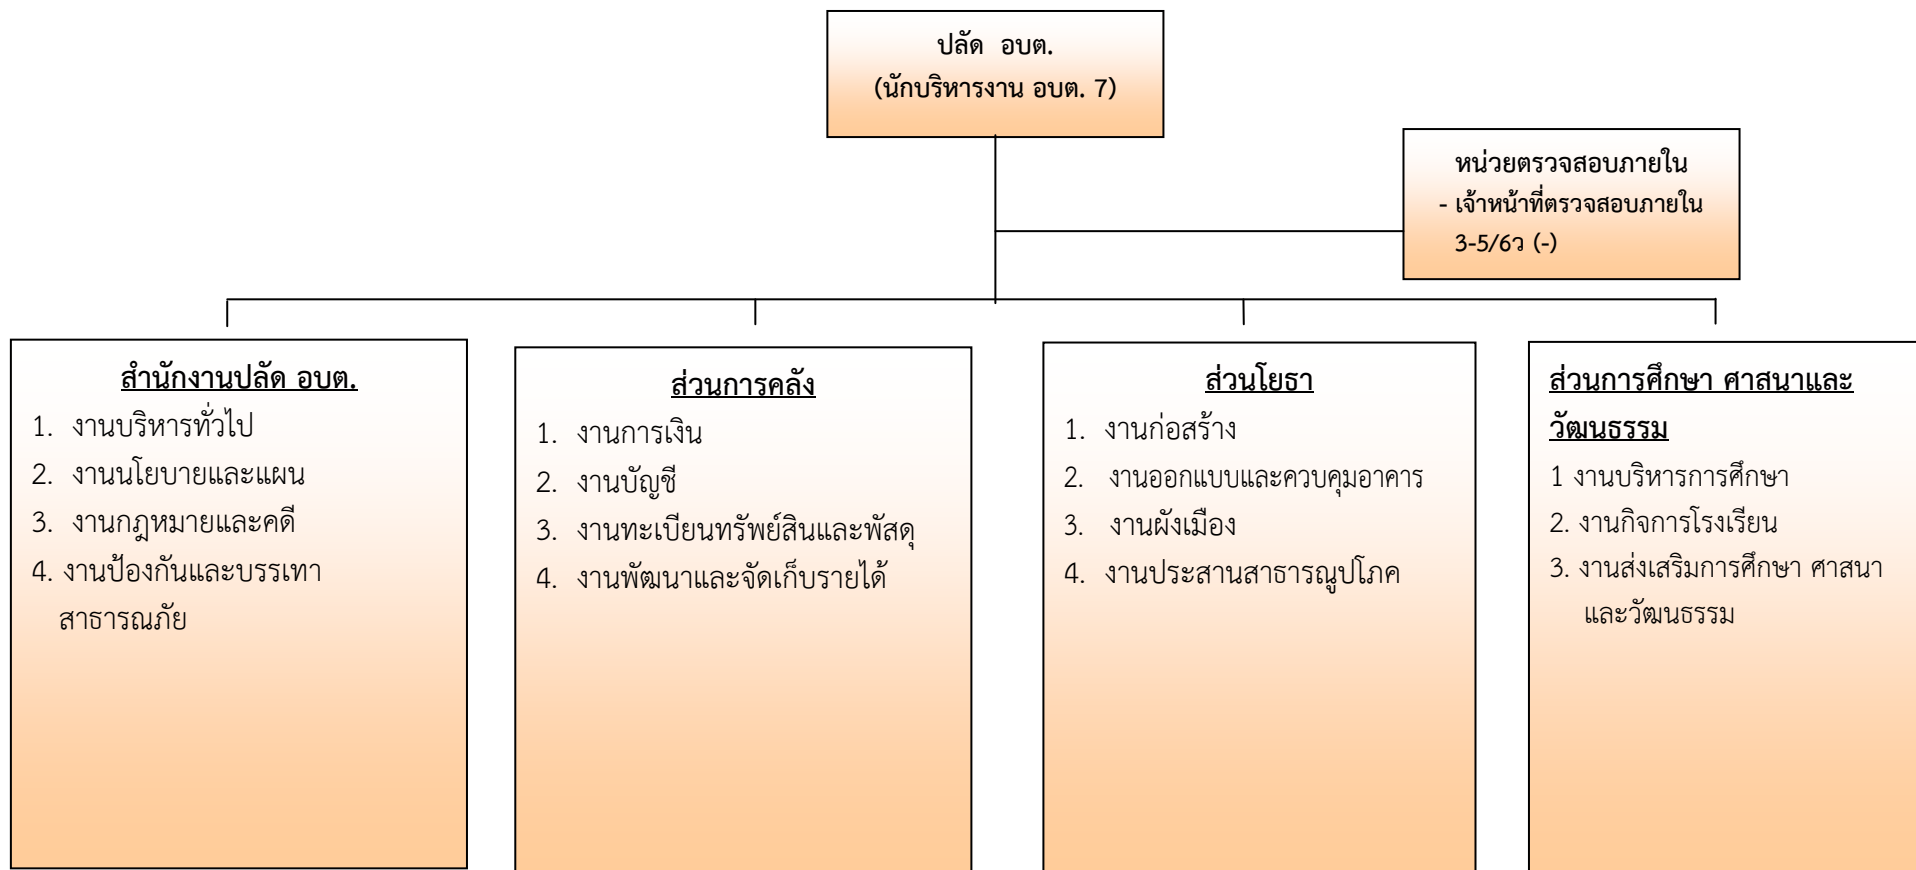 ปลัด  อบต.
(นักบริหารงาน อบต. 7)
หน่วยตรวจสอบภายใน
- เจ้าหน้าที่ตรวจสอบภายใน
3-5/6ว (-)
สำนักงานปลัด อบต.
1. งานบริหารทั่วไป
2. งานนโยบายและแผน
3. งานกฎหมายและคดี
4. งานป้องกันและบรรเทา
สาธารณภัย
ส่วนการคลัง
1. งานการเงิน
2. งานบัญชี
3. งานทะเบียนทรัพย์สินและพัสดุ
4. งานพัฒนาและจัดเก็บรายได้
ส่วนโยธา
1. งานก่อสร้าง
2. งานออกแบบและควบคุมอาคาร
3. งานผังเมือง
4. งานประสานสาธารณูปโภค
ส่วนการศึกษา ศาสนาและ
วัฒนธรรม
1 งานบริหารการศึกษา
2. งานกิจการโรงเรียน
3. งานส่งเสริมการศึกษา ศาสนา
และวัฒนธรรม